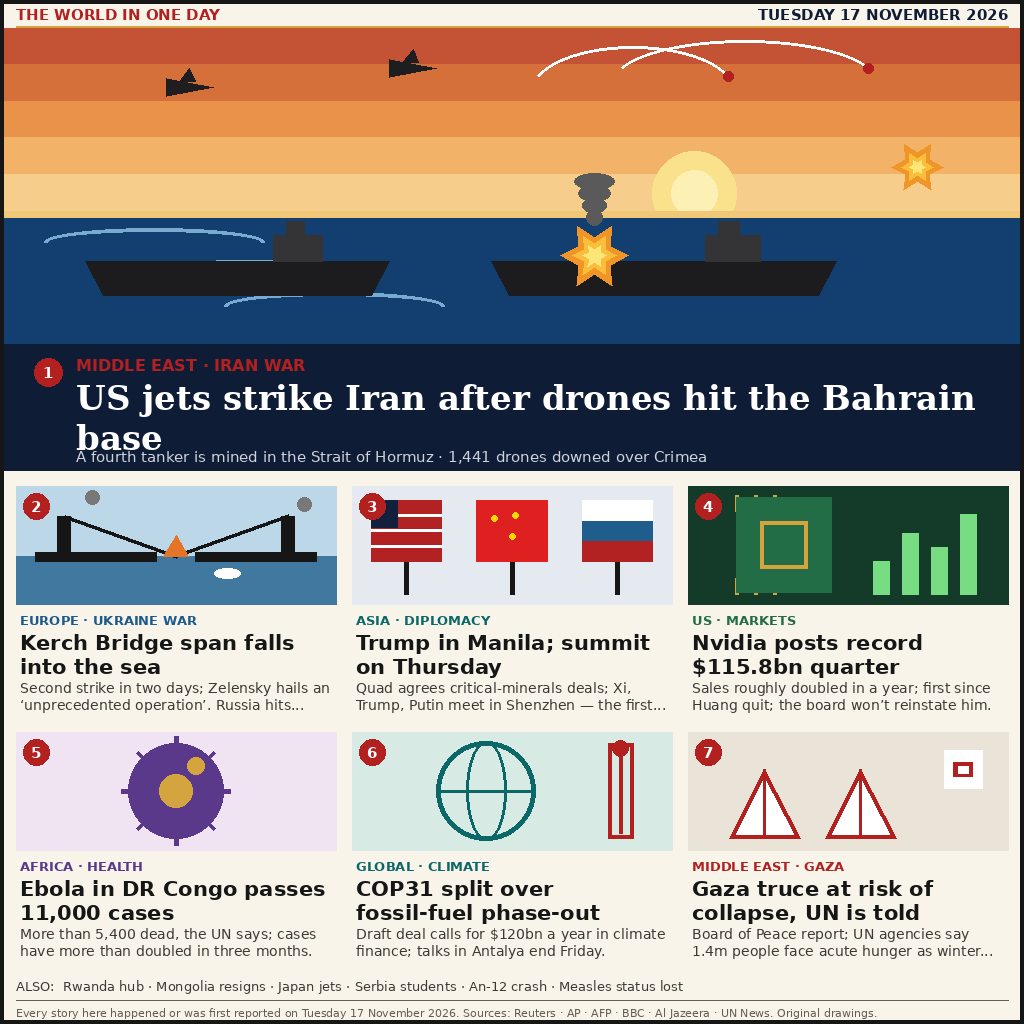 THE WORLD IN ONE DAY
TUESDAY 17 NOVEMBER 2026
1
MIDDLE EAST · IRAN WAR
US jets strike Iran after drones hit the Bahrain
base
A fourth tanker is mined in the Strait of Hormuz · 1,441 drones downed over Crimea
2
EUROPE · UKRAINE WAR
Kerch Bridge span falls
into the sea
Second strike in two days; Zelensky hails an
‘unprecedented operation’. Russia hits...
3
ASIA · DIPLOMACY
Trump in Manila; summit
on Thursday
Quad agrees critical-minerals deals; Xi,
Trump, Putin meet in Shenzhen — the first...
4
US · MARKETS
Nvidia posts record
$115.8bn quarter
Sales roughly doubled in a year; first since
Huang quit; the board won’t reinstate him.
5
AFRICA · HEALTH
Ebola in DR Congo passes
11,000 cases
More than 5,400 dead, the UN says; cases
have more than doubled in three months.
6
GLOBAL · CLIMATE
COP31 split over
fossil-fuel phase-out
Draft deal calls for $120bn a year in climate
finance; talks in Antalya end Friday.
7
MIDDLE EAST · GAZA
Gaza truce at risk of
collapse, UN is told
Board of Peace report; UN agencies say
1.4m people face acute hunger as winter...
ALSO: Rwanda hub · Mongolia resigns · Japan jets · Serbia students · An-12 crash · Measles status lost
Every story here happened or was first reported on Tuesday 17 November 2026. Sources: Reuters · AP · AFP · BBC · Al Jazeera · UN News. Original drawings.